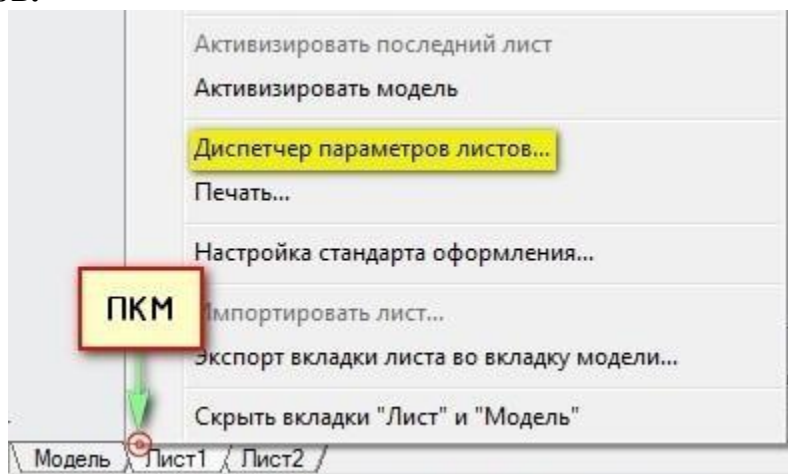 Активизировать последний лист
Активизировать модель
Диспетчер параметров листов...
Печать...
Настройка стандарта оформления...
ПКМ
Импортировать лист...
Экспорт вкладки листа во вкладку модели...
Скрыть вкладки "Лист" и "Модель"
Модель Лист1 Лист2